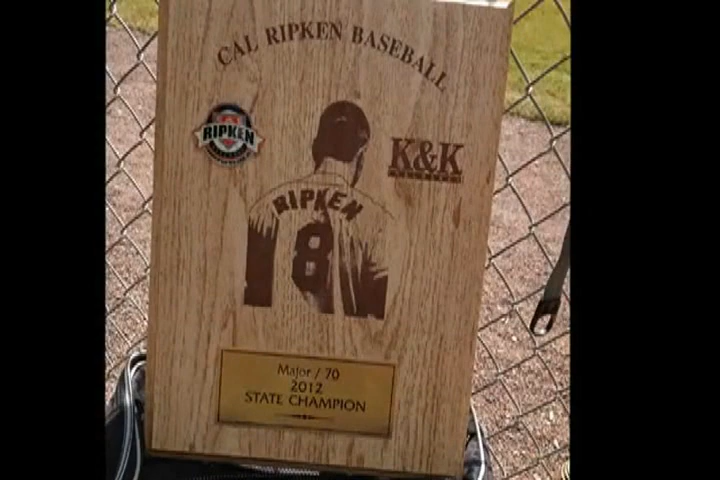 CAL RIPKEN BASEBALL
RIPKEN
K&K
RIPKEN
8
Major / 70
2012
STATE CHAMPION